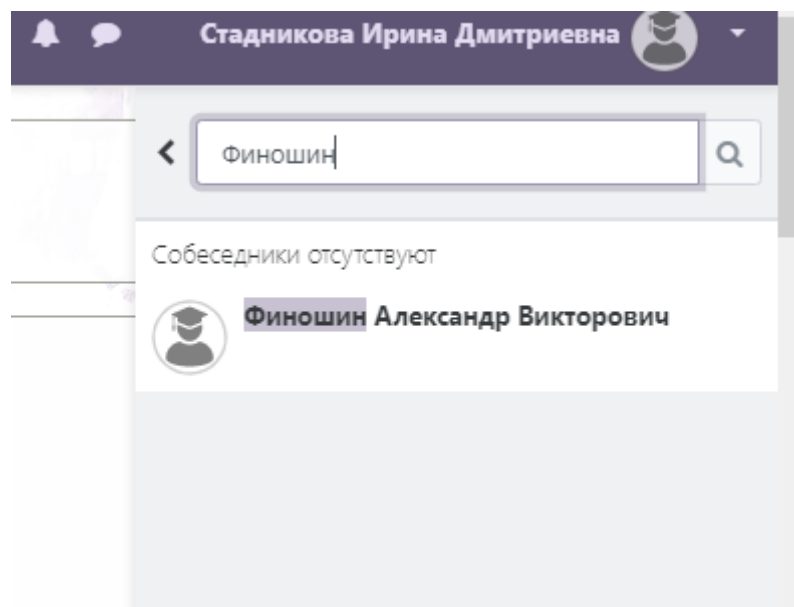 Стадникова Ирина Дмитриевна
Финошин
Собеседники отсутствуют
Финошин Александр Викторович